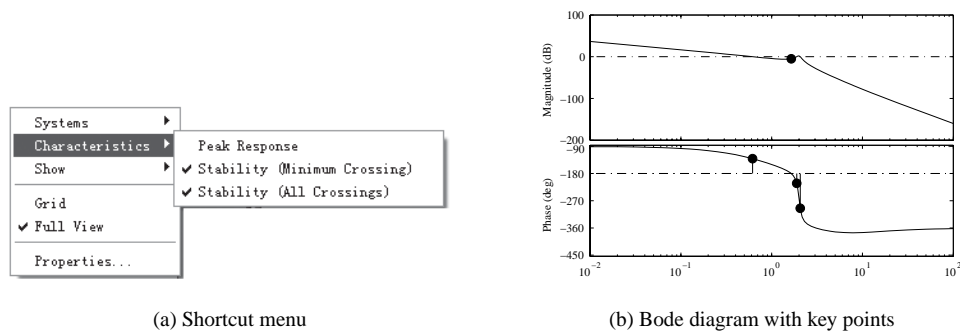 Systems
Characteristics
Show
Grid
✓ Full View
Properties...
Peak Response
✓ Stability (Minimum Crossing)
✓ Stability (All Crossings)
(a) Shortcut menu
Magnitude (dB)
100
0
−100
−200
Phase (deg)
−90
−180
−270
−360
−450
10^−2
10^−1
10^0
10^1
10^2
(b) Bode diagram with key points